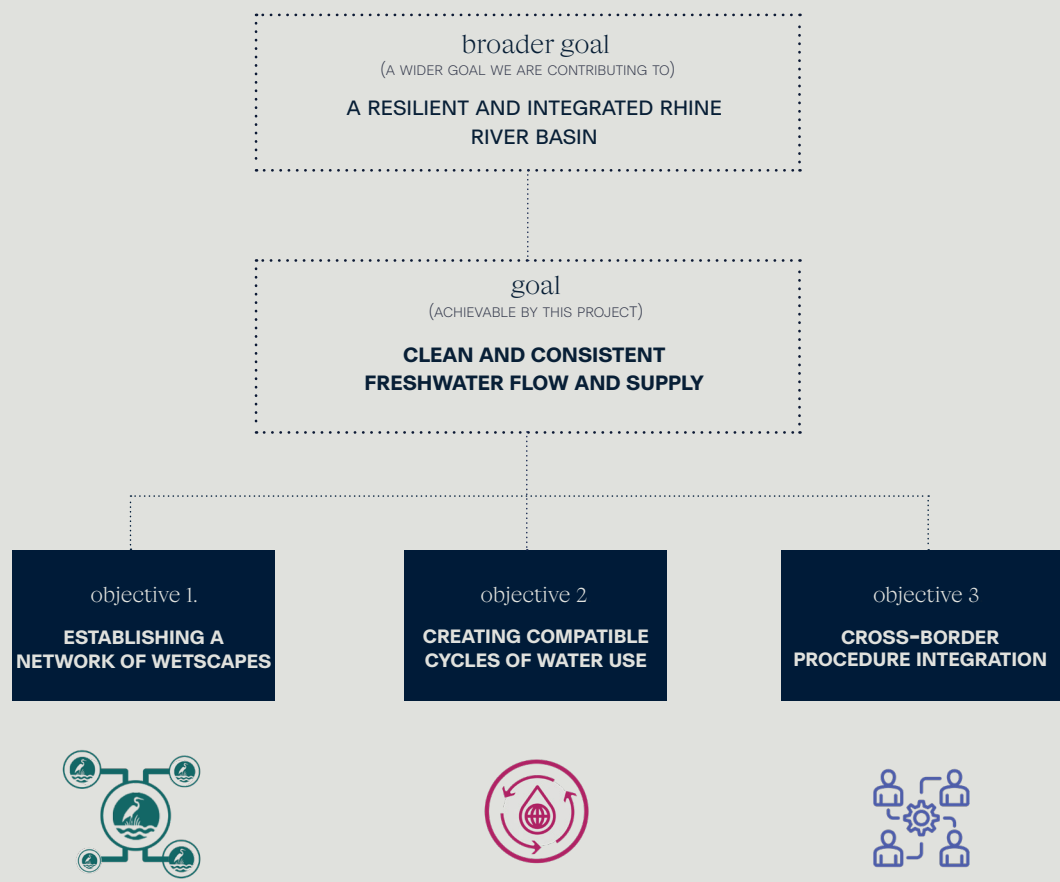 broader goal
(A WIDER GOAL WE ARE CONTRIBUTING TO)
A RESILIENT AND INTEGRATED RHINE
RIVER BASIN
goal
(ACHIEVABLE BY THIS PROJECT)
CLEAN AND CONSISTENT
FRESHWATER FLOW AND SUPPLY
objective 1.
ESTABLISHING A
NETWORK OF WETSCAPES
objective 2
CREATING COMPATIBLE
CYCLES OF WATER USE
objective 3
CROSS-BORDER
PROCEDURE INTEGRATION